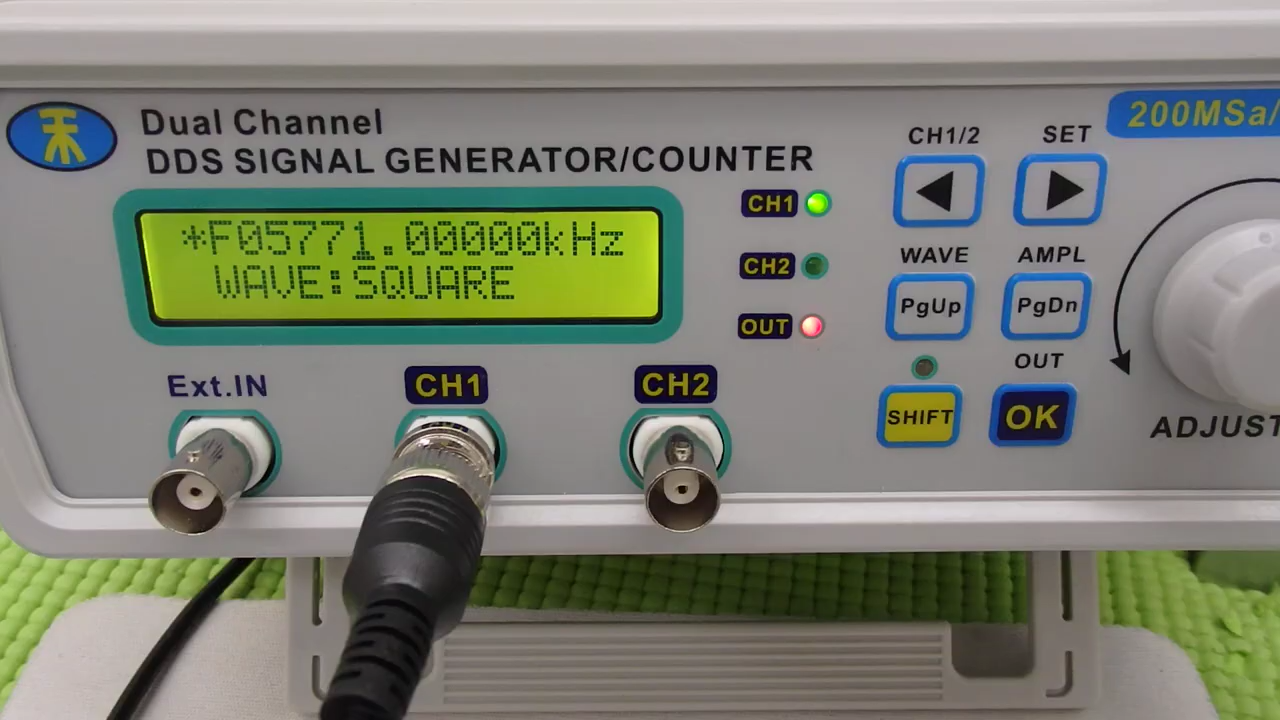 Dual Channel
DDS SIGNAL GENERATOR/COUNTER
200MSa/
CH1/2
SET
*F05771.00000kHz
WAVE:SQUARE
CH1
CH2
OUT
WAVE
AMPL
PgUp
PgDn
OUT
SHIFT
OK
ADJUST
Ext.IN
CH1
CH2